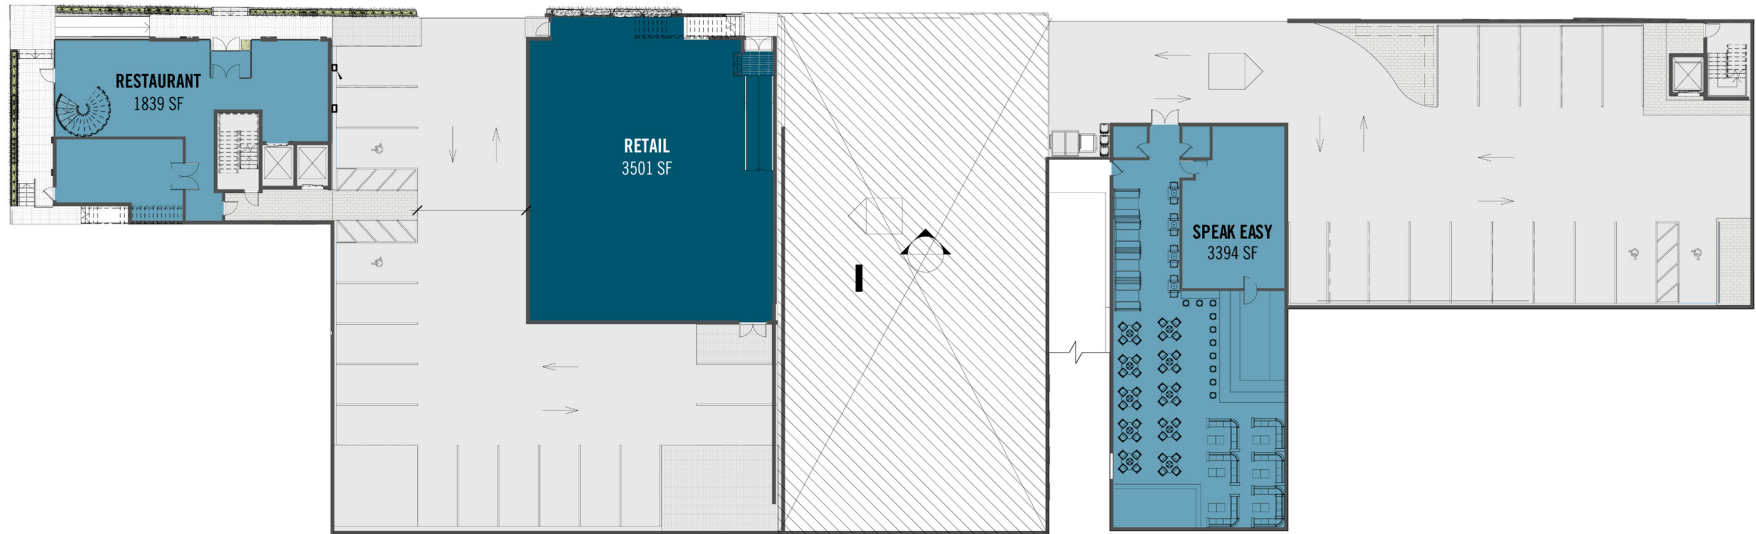 RESTAURANT
1839 SF
RETAIL
3501 SF
SPEAK EASY
3394 SF